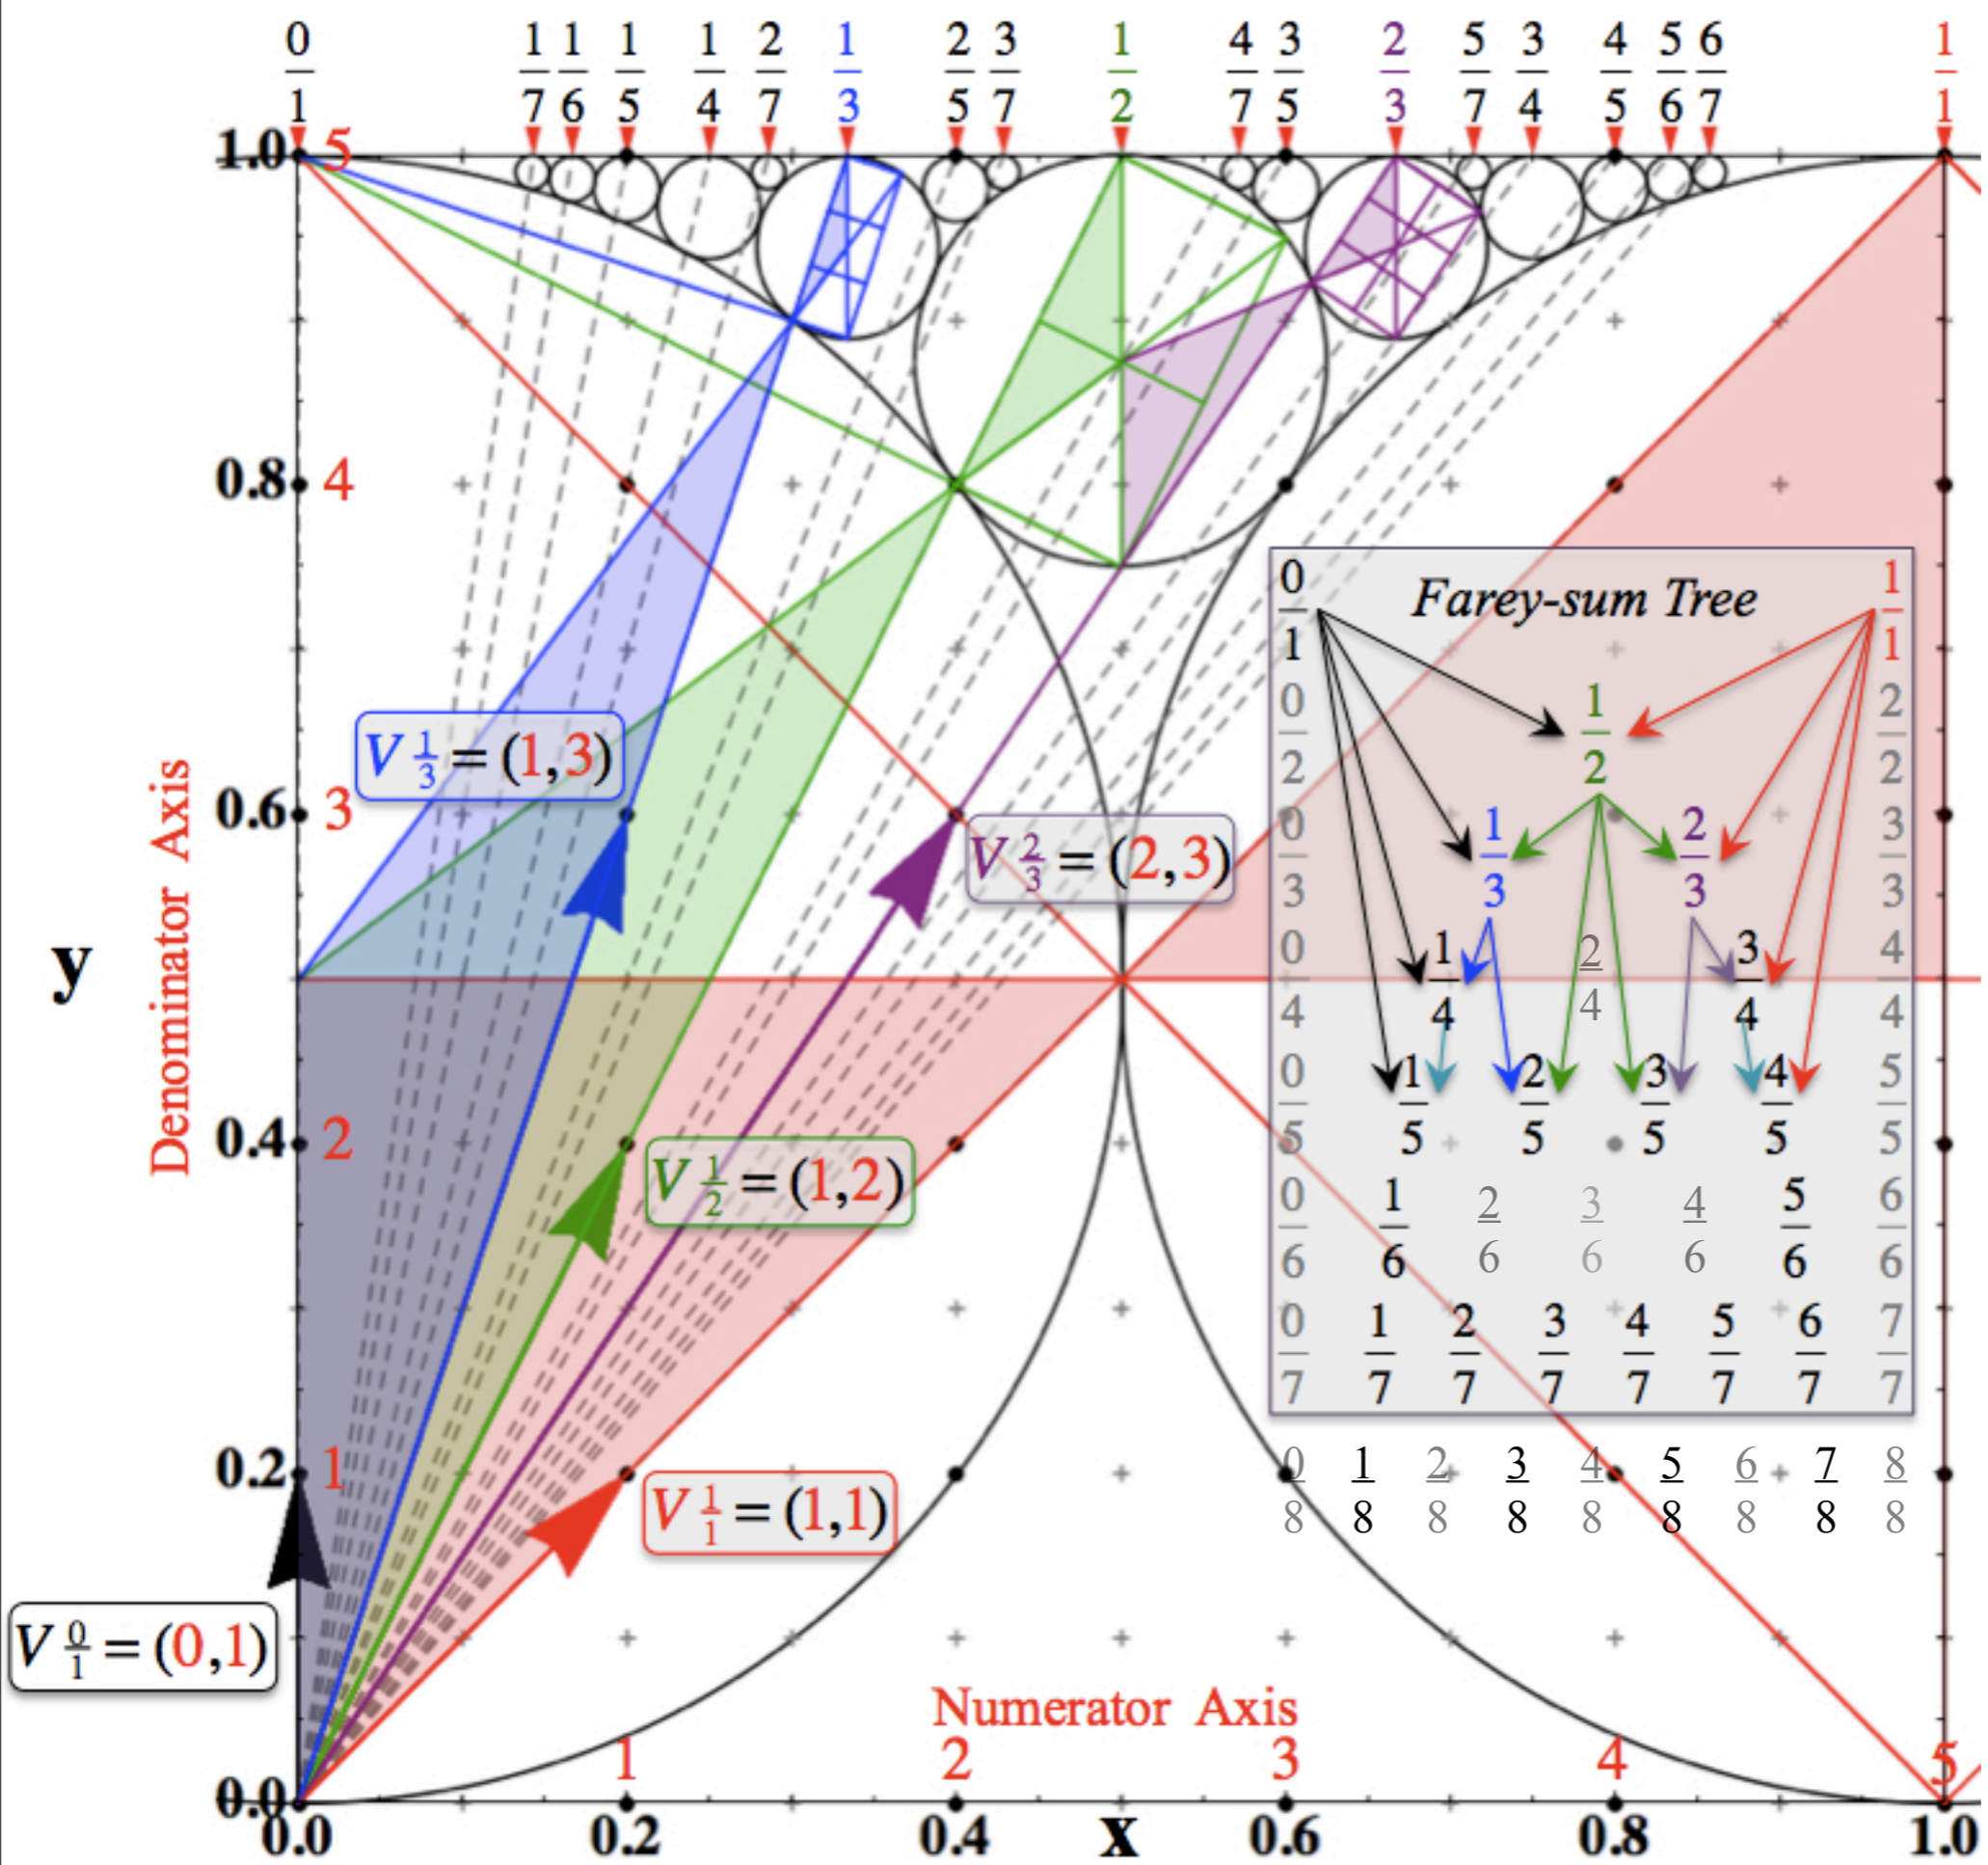 0/1 1/7 1/6 1/5 1/4 2/7 1/3 2/5 3/7 1/2 4/7 3/5 2/3 5/7 3/4 4/5 5/6 6/7 1/1
1.0 5
0.8 4
0/1 Farey-sum Tree 1/1
0/2 1/2 2/2
V 1/3 = (1,3)
0.6 3
0/3 1/3 2/3 3/3
V 2/3 = (2,3)
y
Denominator Axis
0/4 1/4 2/4 3/4 4/4
0.4 2
0/5 1/5 2/5 3/5 4/5 5/5
V 1/2 = (1,2)
0/6 1/6 2/6 3/6 4/6 5/6 6/6
0/7 1/7 2/7 3/7 4/7 5/7 6/7 7/7
0.2 1
0/8 1/8 2/8 3/8 4/8 5/8 6/8 7/8 8/8
V 1/1 = (1,1)
V 0/1 = (0,1)
Numerator Axis
1 2 3 4 5
0.0
0.0 0.2 0.4 x 0.6 0.8 1.0